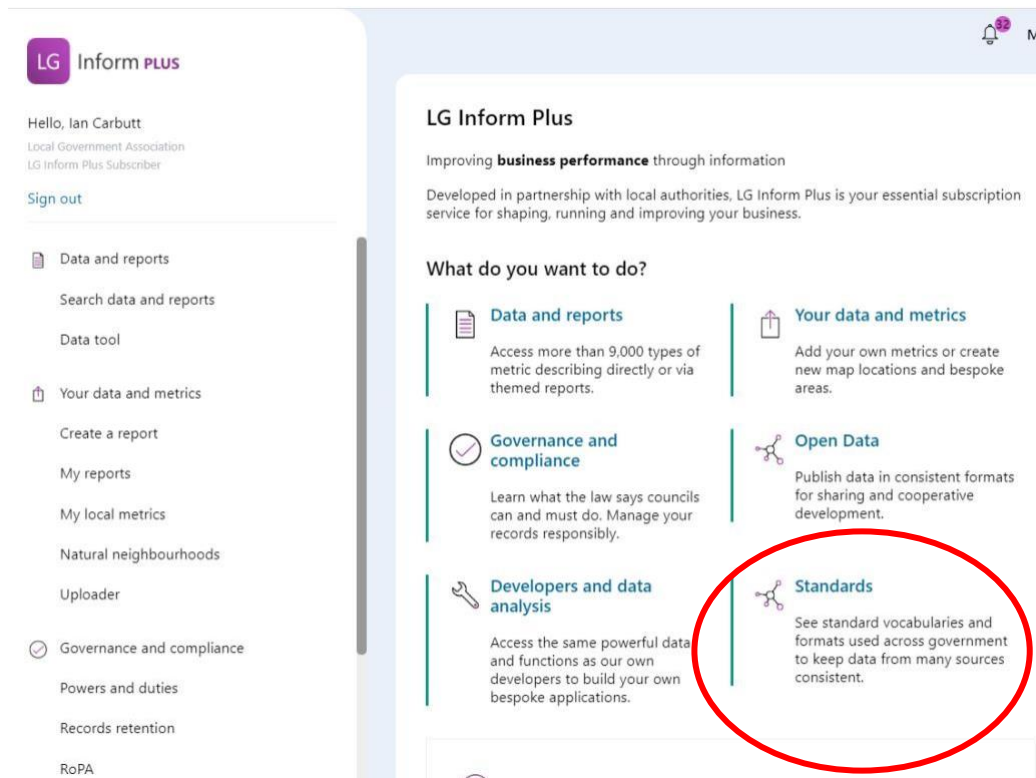 LG Inform PLUS
Hello, Ian Carbutt
Local Government Association
LG Inform Plus Subscriber
Sign out
Data and reports
Search data and reports
Data tool
Your data and metrics
Create a report
My reports
My local metrics
Natural neighbourhoods
Uploader
Governance and compliance
Powers and duties
Records retention
RoPA
32
M
LG Inform Plus
Improving business performance through information
Developed in partnership with local authorities, LG Inform Plus is your essential subscription
service for shaping, running and improving your business.
What do you want to do?
Data and reports
Access more than 9,000 types of
metric describing directly or via
themed reports.
Your data and metrics
Add your own metrics or create
new map locations and bespoke
areas.
Governance and
compliance
Learn what the law says councils
can and must do. Manage your
records responsibly.
Open Data
Publish data in consistent formats
for sharing and cooperative
development.
Developers and data
analysis
Access the same powerful data
and functions as our own
developers to build your own
bespoke applications.
Standards
See standard vocabularies and
formats used across government
to keep data from many sources
consistent.